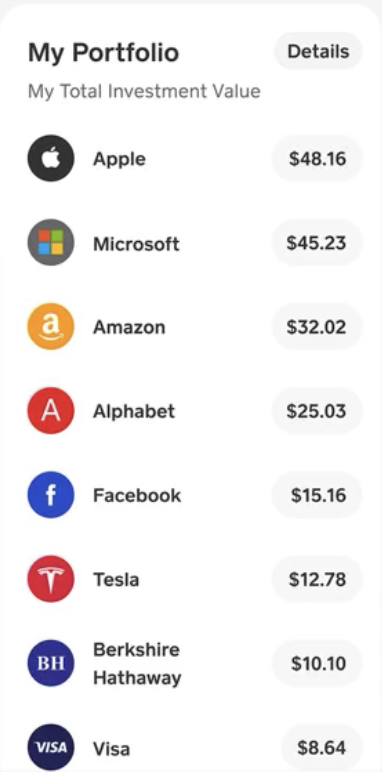 My Portfolio Details
My Total Investment Value
Apple $48.16
Microsoft $45.23
a Amazon $32.02
A Alphabet $25.03
f Facebook $15.16
T Tesla $12.78
BH Berkshire Hathaway $10.10
VISA Visa $8.64